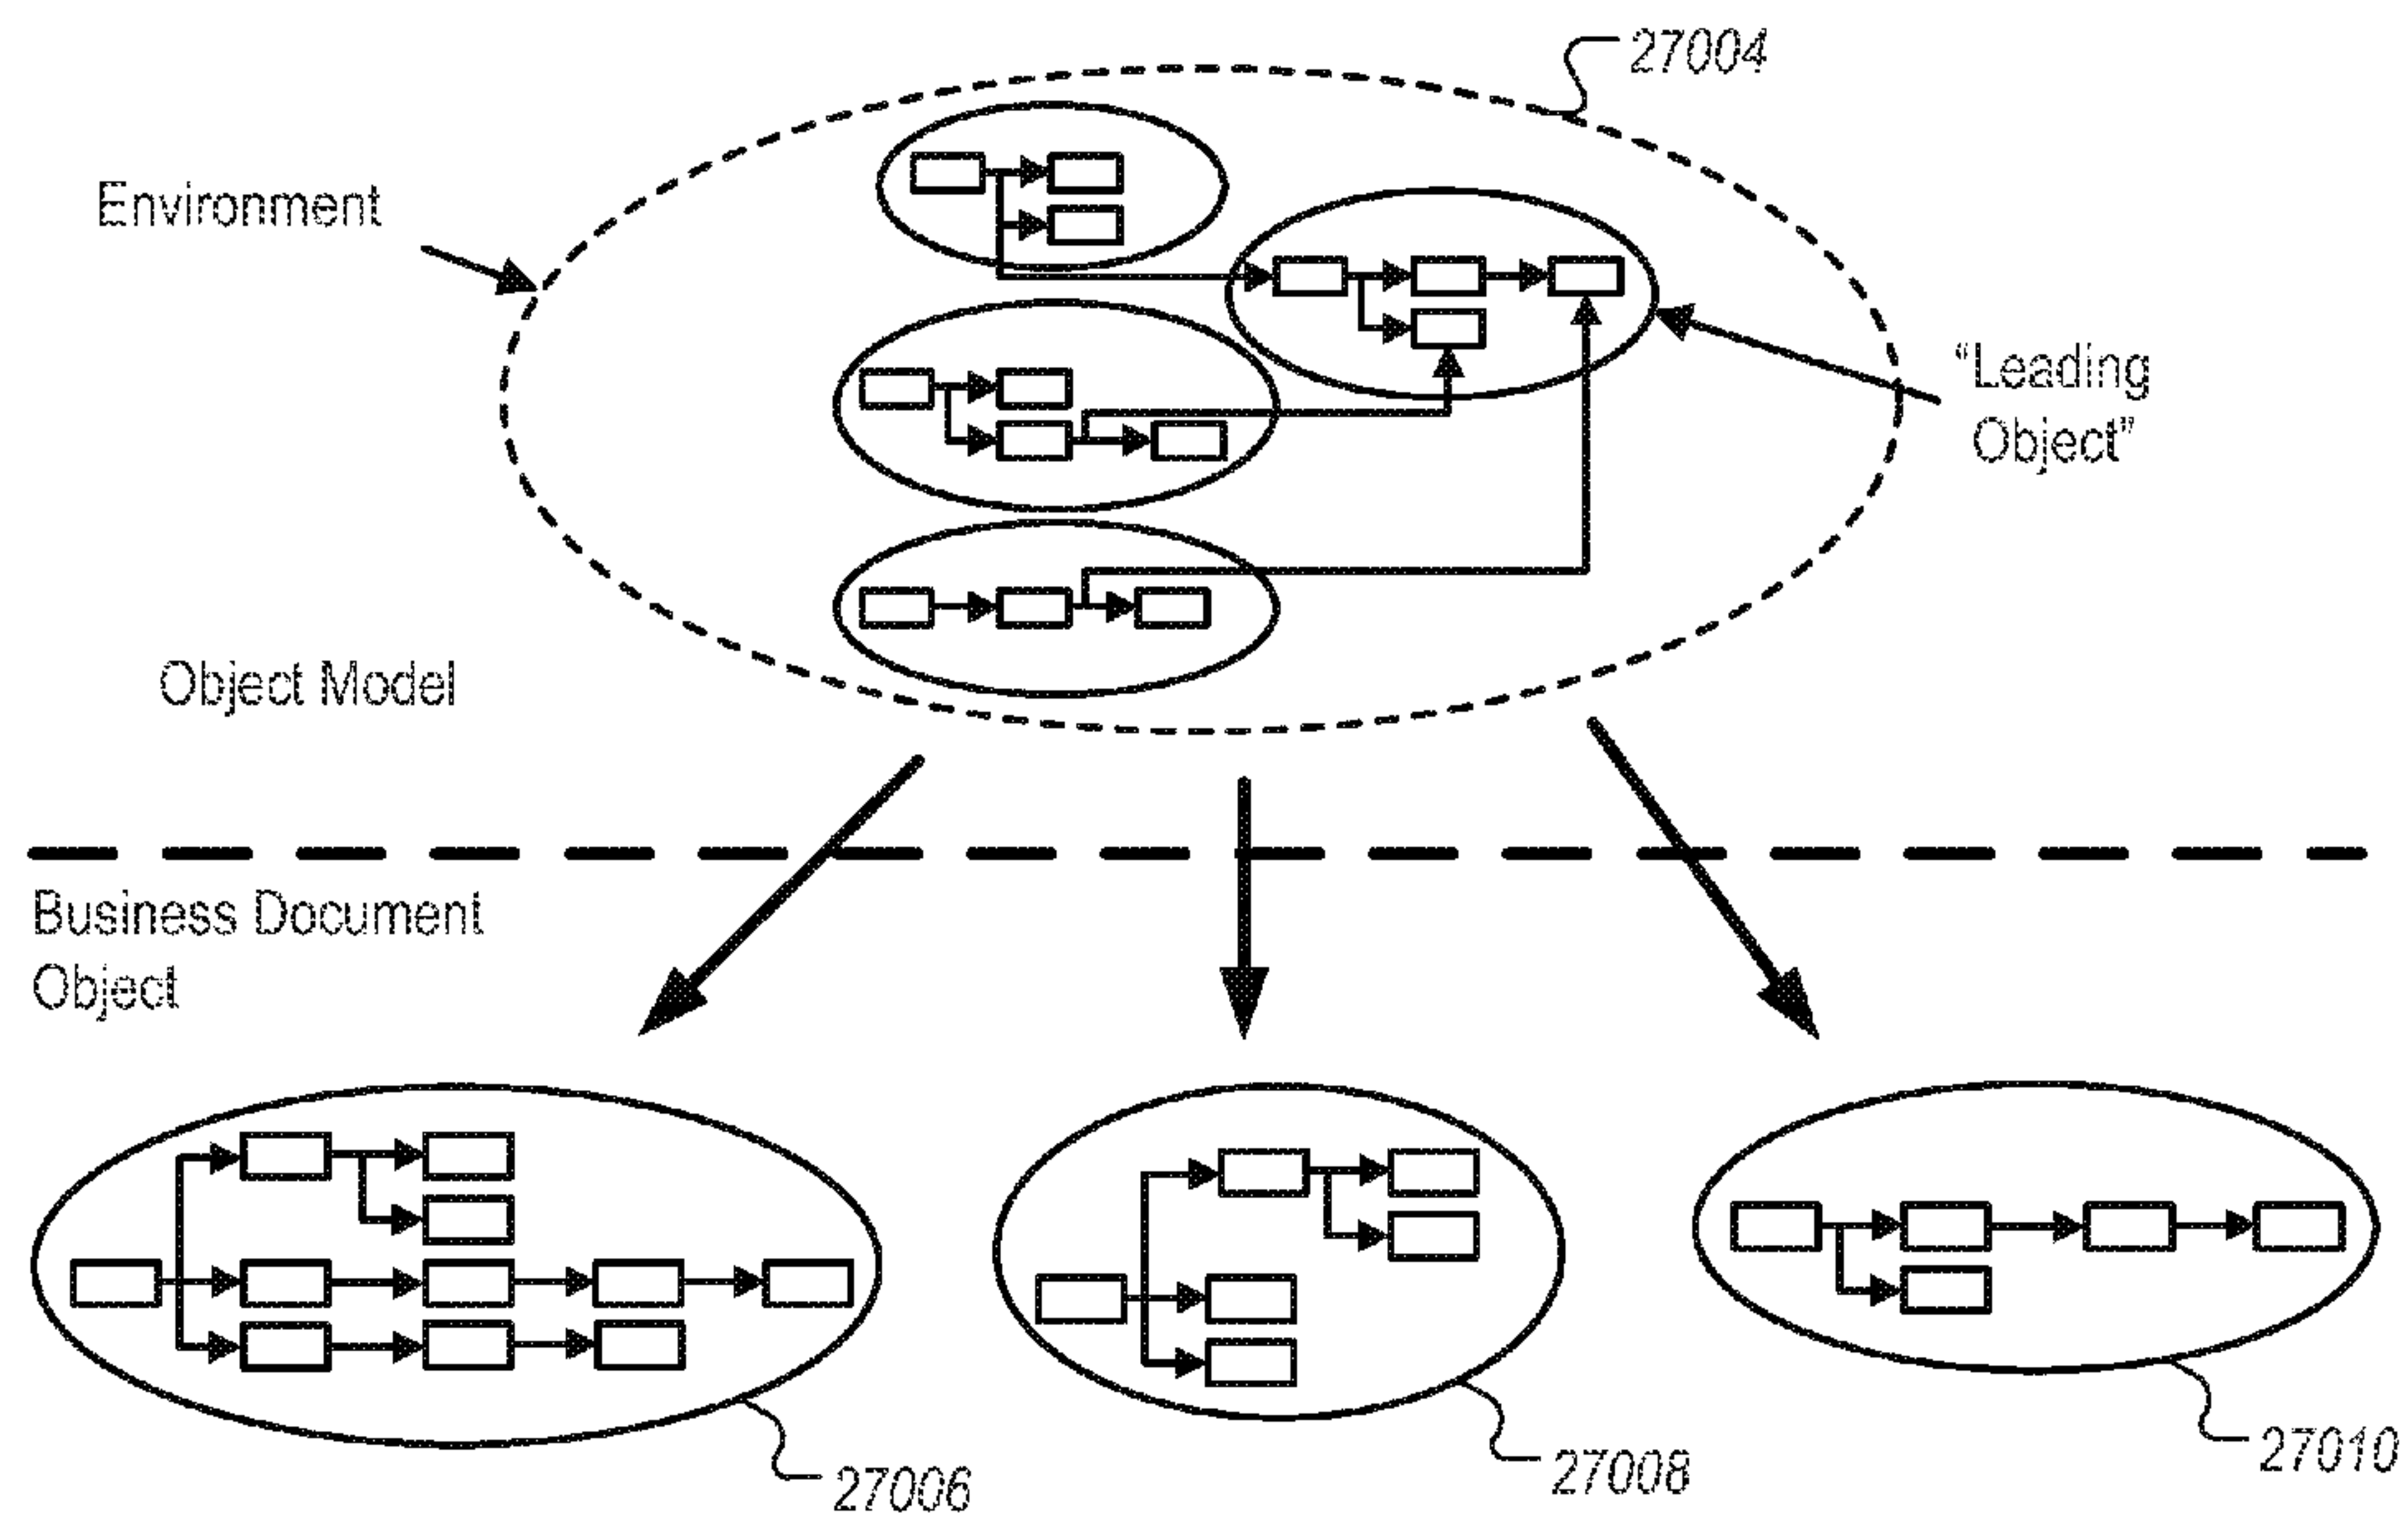 27004
Environment
“Leading
Object”
Object Model
Business Document
Object
27006
27008
27010